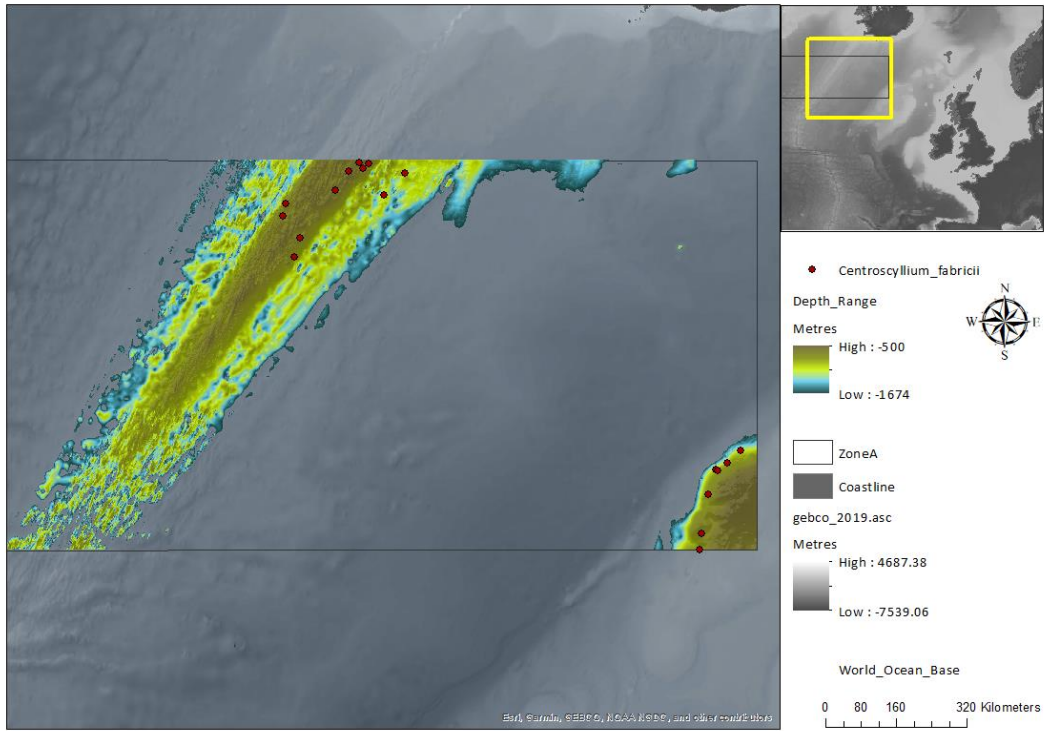 Centroscyllium_fabricii
Depth_Range
Metres
High : -500
Low : -1674
N
W E
S
ZoneA
Coastline
gebco_2019.asc
Metres
High : 4687.38
Low : -7539.06
World_Ocean_Base
0 80 160 320 Kilometers
Esri, Garmin, GEBCO, NOAA NGDC, and other contributors